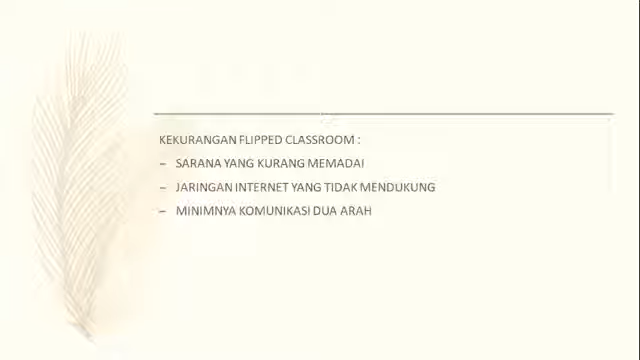 KEKURANGAN FLIPPED CLASSROOM :
– SARANA YANG KURANG MEMADAI
– JARINGAN INTERNET YANG TIDAK MENDUKUNG
– MINIMNYA KOMUNIKASI DUA ARAH